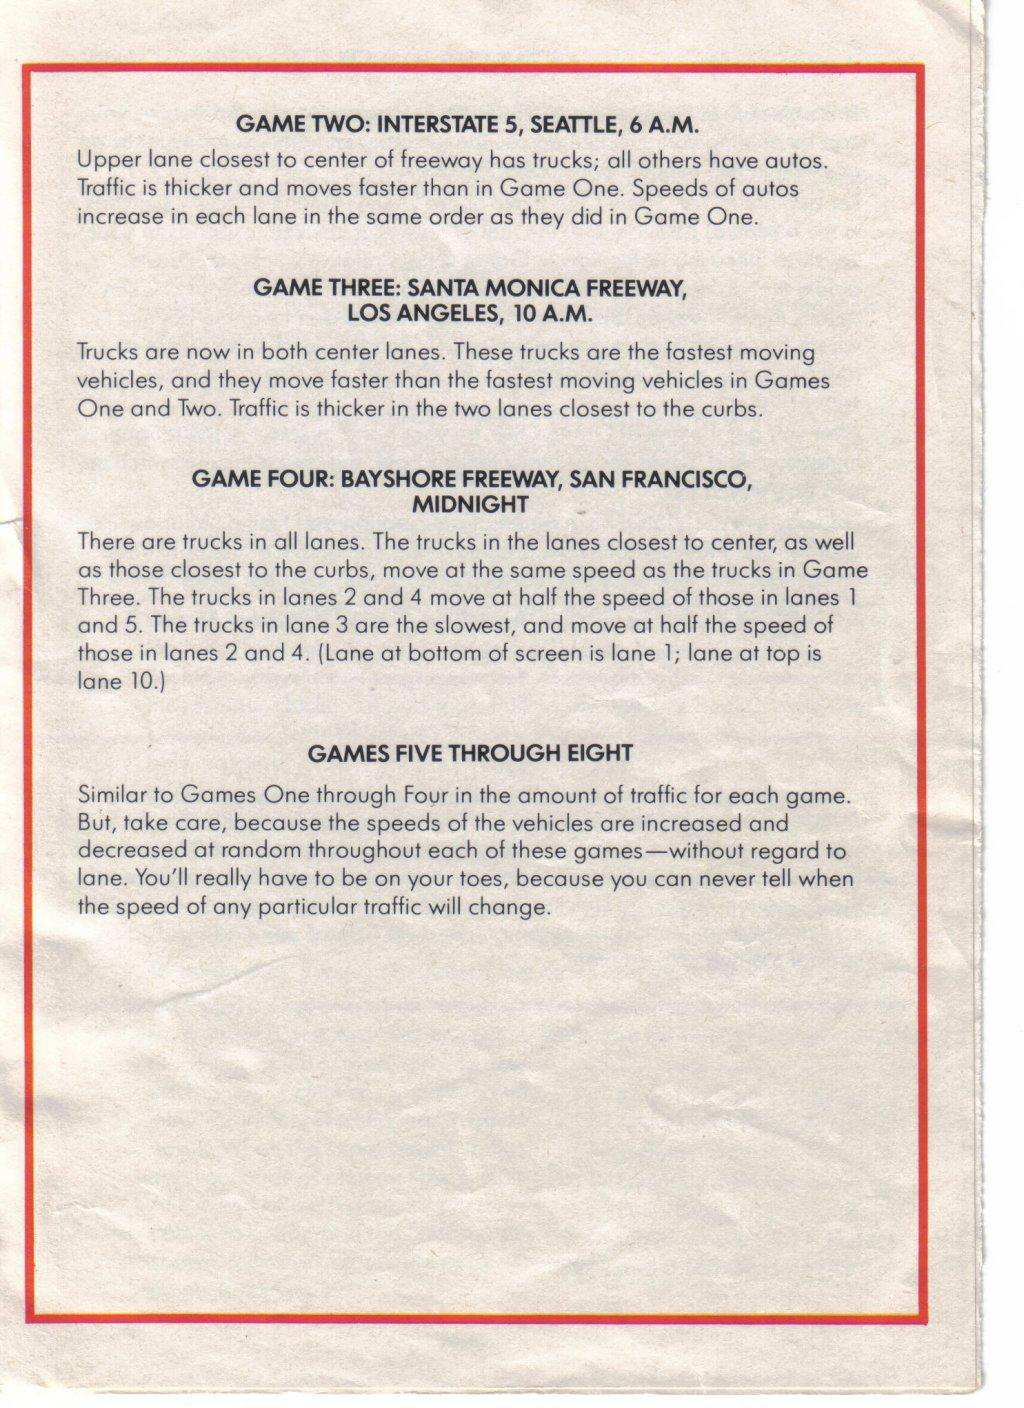 GAME TWO: INTERSTATE 5, SEATTLE, 6 A.M.
Upper lane closest to center of freeway has trucks; all others have autos.
Traffic is thicker and moves faster than in Game One. Speeds of autos
increase in each lane in the same order as they did in Game One.
GAME THREE: SANTA MONICA FREEWAY,
LOS ANGELES, 10 A.M.
Trucks are now in both center lanes. These trucks are the fastest moving
vehicles, and they move faster than the fastest moving vehicles in Games
One and Two. Traffic is thicker in the two lanes closest to the curbs.
GAME FOUR: BAYSHORE FREEWAY, SAN FRANCISCO,
MIDNIGHT
There are trucks in all lanes. The trucks in the lanes closest to center, as well
as those closest to the curbs, move at the same speed as the trucks in Game
Three. The trucks in lanes 2 and 4 move at half the speed of those in lanes 1
and 5. The trucks in lane 3 are the slowest, and move at half the speed of
those in lanes 2 and 4. (Lane at bottom of screen is lane 1; lane at top is
lane 10.)
GAMES FIVE THROUGH EIGHT
Similar to Games One through Four in the amount of traffic for each game.
But, take care, because the speeds of the vehicles are increased and
decreased at random throughout each of these games—without regard to
lane. You'll really have to be on your toes, because you can never tell when
the speed of any particular traffic will change.